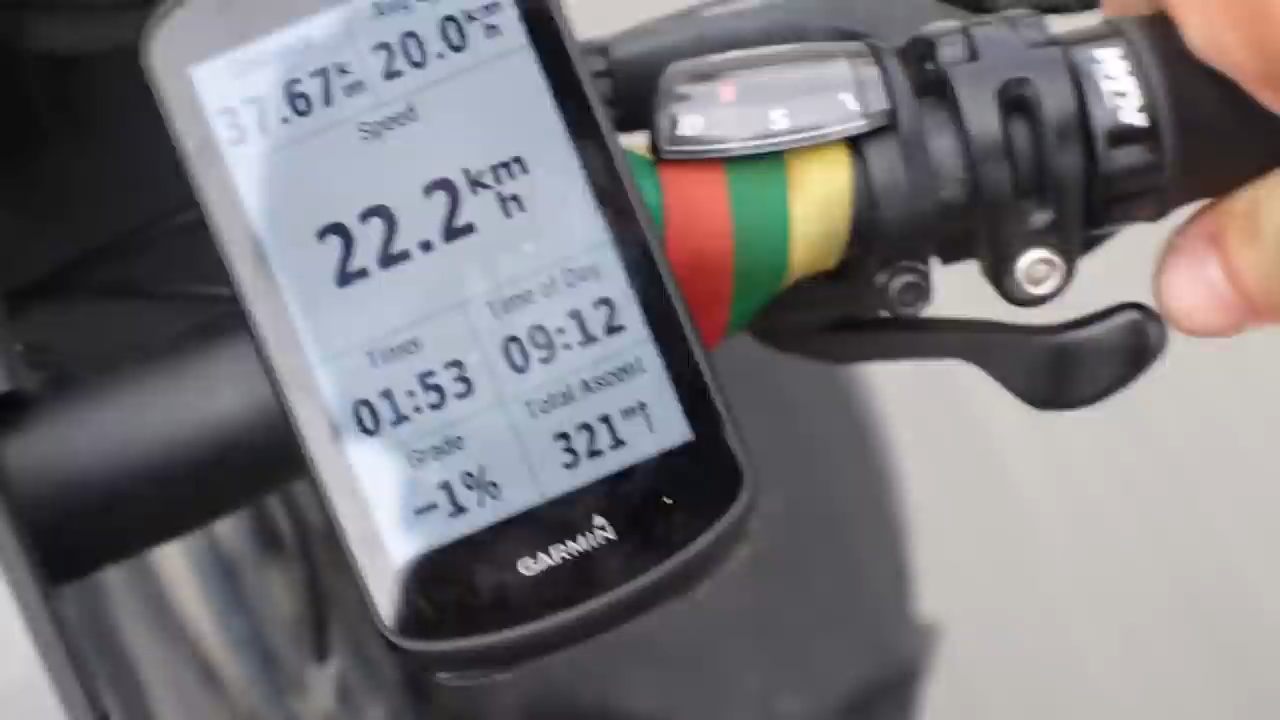 37.67 km 20.0 km/h
Speed
22.2 km/h
Timer
Time of Day
01:53
09:12
Grade
Total Ascent
-1%
321 m
GARMIN